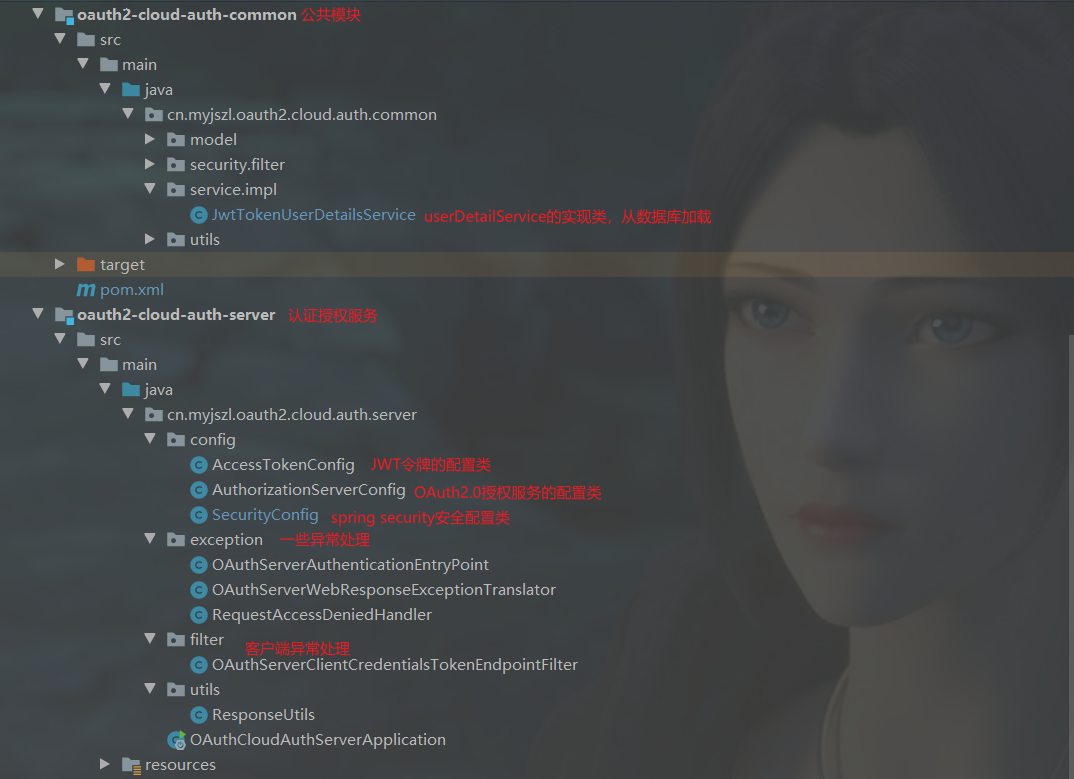 oauth2-cloud-auth-common 公共模块
src
main
java
cn.myjszl.oauth2.cloud.auth.common
model
security.filter
service.impl
JwtTokenUserDetailsService userDetailService的实现类，从数据库加载
utils
target
pom.xml
oauth2-cloud-auth-server 认证授权服务
src
main
java
cn.myjszl.oauth2.cloud.auth.server
config
AccessTokenConfig JWT令牌的配置类
AuthorizationServerConfig OAuth2.0授权服务的配置类
SecurityConfig spring security安全配置类
exception 一些异常处理
OAuthServerAuthenticationEntryPoint
OAuthServerWebResponseExceptionTranslator
RequestAccessDeniedHandler
filter 客户端异常处理
OAuthServerClientCredentialsTokenEndpointFilter
utils
ResponseUtils
OAuthCloudAuthServerApplication
resources